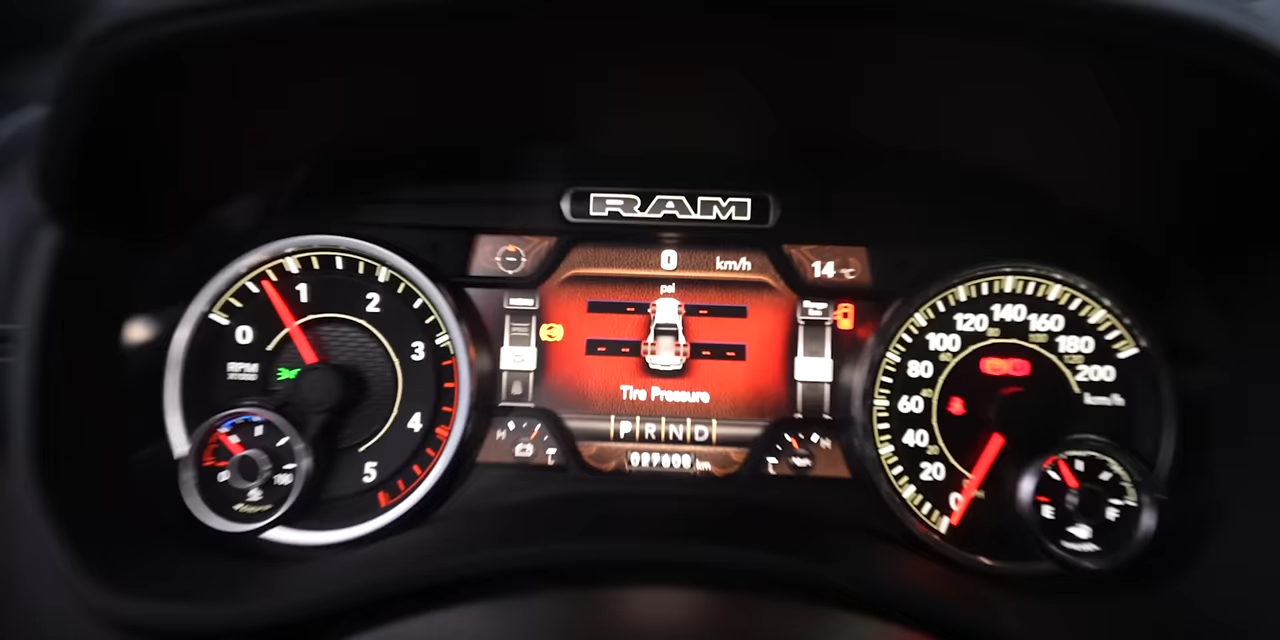 RAM
0 km/h
14 °C
psi
-- --
-- --
Tire Pressure
P R N D
km
0 1 2 3 4 5
RPM
H
L
0 20 40 60 80 100 120 140 160 180 200
km/h
E F